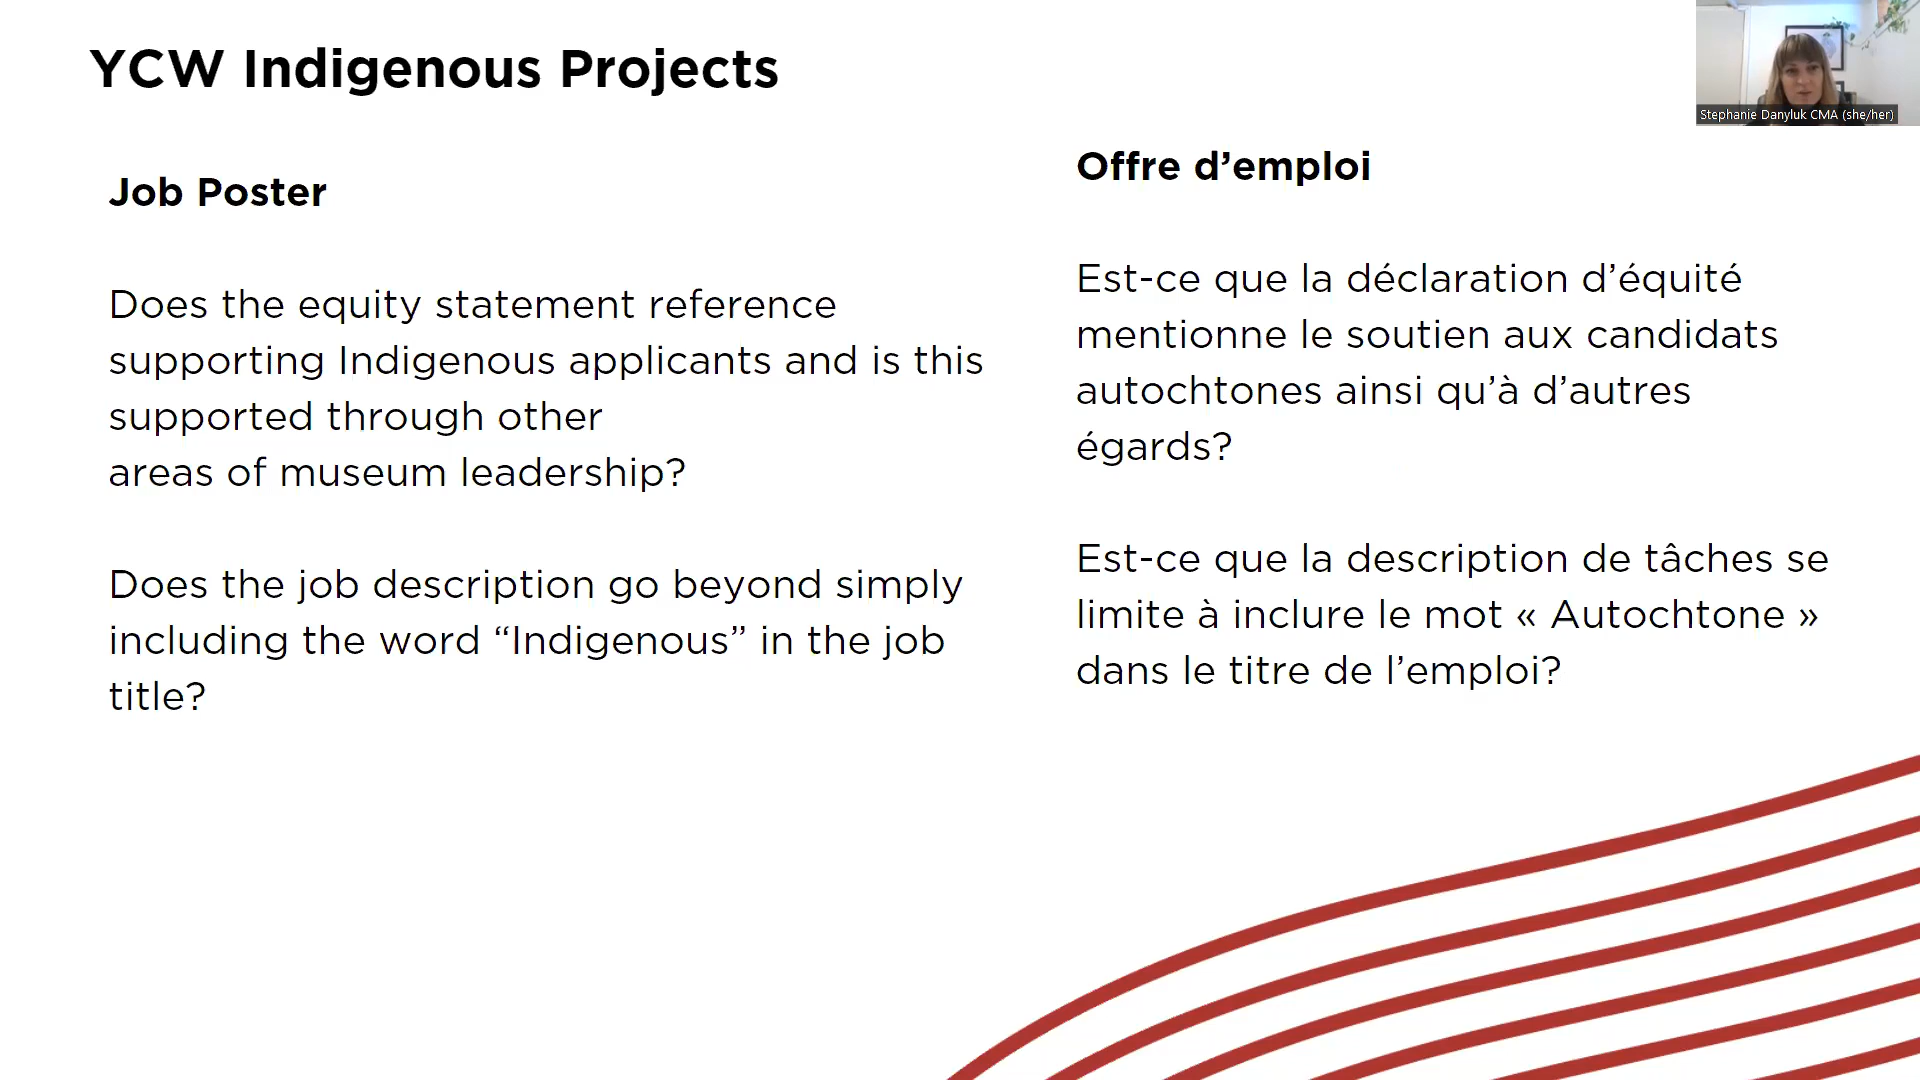 YCW Indigenous Projects
Stephanie Danyluk CMA (she/her)
Job Poster
Does the equity statement reference
supporting Indigenous applicants and is this
supported through other
areas of museum leadership?
Does the job description go beyond simply
including the word “Indigenous” in the job
title?
Offre d’emploi
Est-ce que la déclaration d’équité
mentionne le soutien aux candidats
autochtones ainsi qu’à d’autres
égards?
Est-ce que la description de tâches se
limite à inclure le mot « Autochtone »
dans le titre de l’emploi?